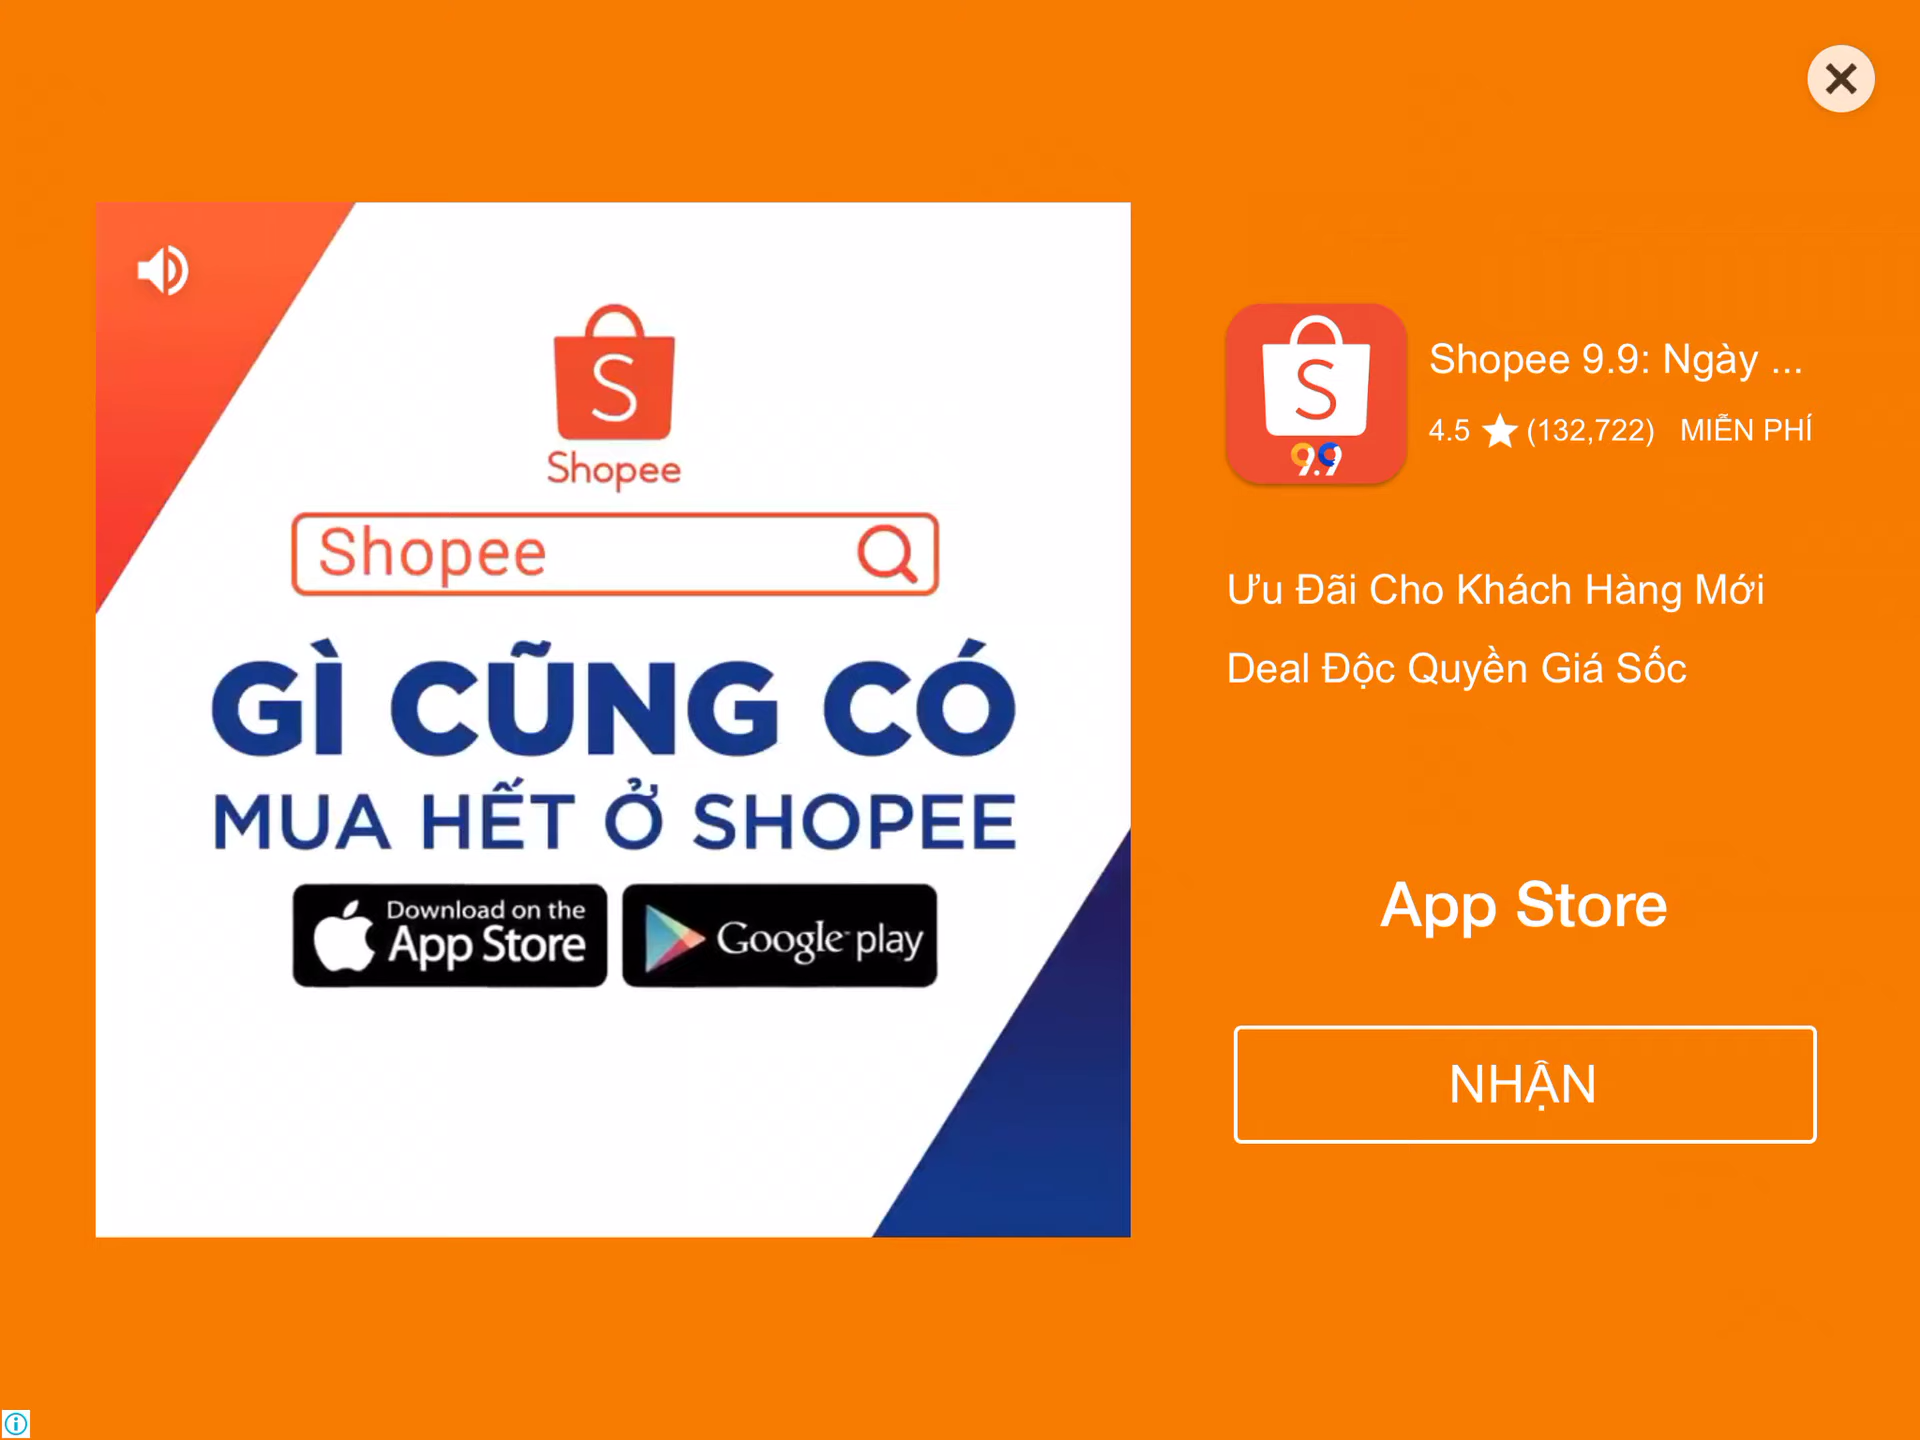 Shopee
Shopee
GÌ CŨNG CÓ
MUA HẾT Ở SHOPEE
Download on the
App Store
Google play
9.9
Shopee 9.9: Ngày ...
4.5 ★ (132,722) MIỄN PHÍ
Ưu Đãi Cho Khách Hàng Mới
Deal Độc Quyền Giá Sốc
App Store
NHẬN